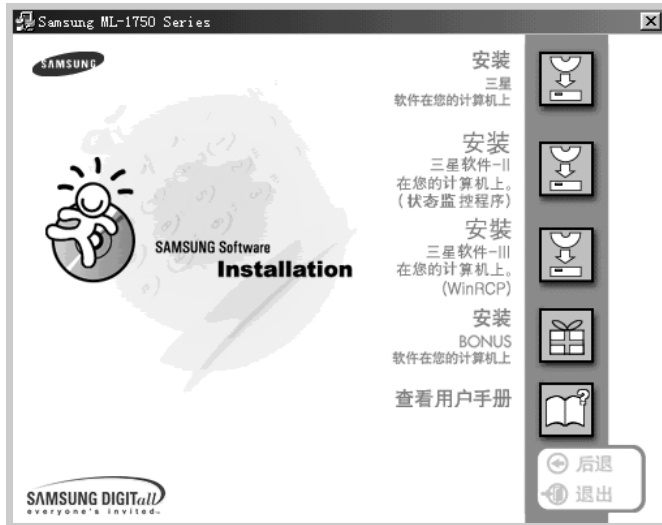 Samsung ML-1750 Series
SAMSUNG
安装
三星
软件在您的计算机上
安装
三星软件-II
在您的计算机上。
(状态监控程序)
安裝
三星软件-III
在您的计算机上。
(WinRCP)
安装
BONUS
软件在您的计算机上
查看用户手册
SAMSUNG Software
Installation
后退
退出
SAMSUNG DIGITall
everyone's invited™